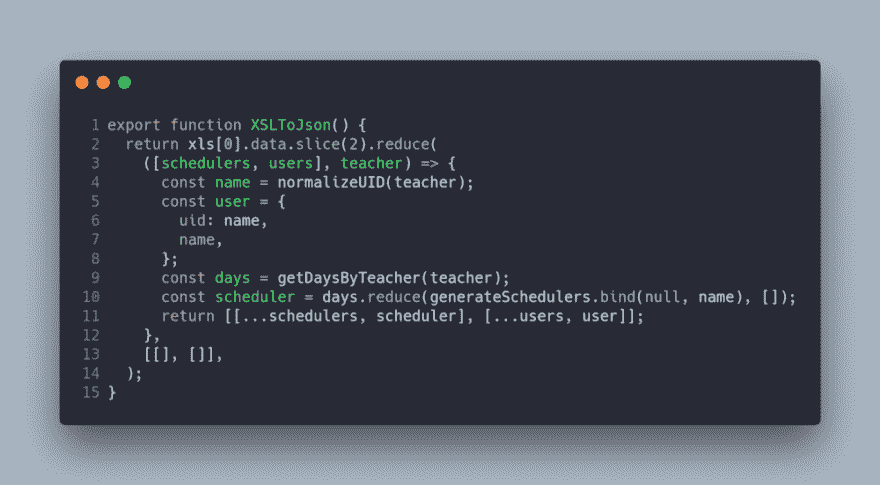 1 export function XSLToJson() {
2 return xls[0].data.slice(2).reduce(
3 ([schedulers, users], teacher) => {
4 const name = normalizeUID(teacher);
5 const user = {
6 uid: name,
7 name,
8 };
9 const days = getDaysByTeacher(teacher);
10 const scheduler = days.reduce(generateSchedulers.bind(null, name), []);
11 return [[...schedulers, scheduler], [...users, user]];
12 },
13 [[], []],
14 );
15 }